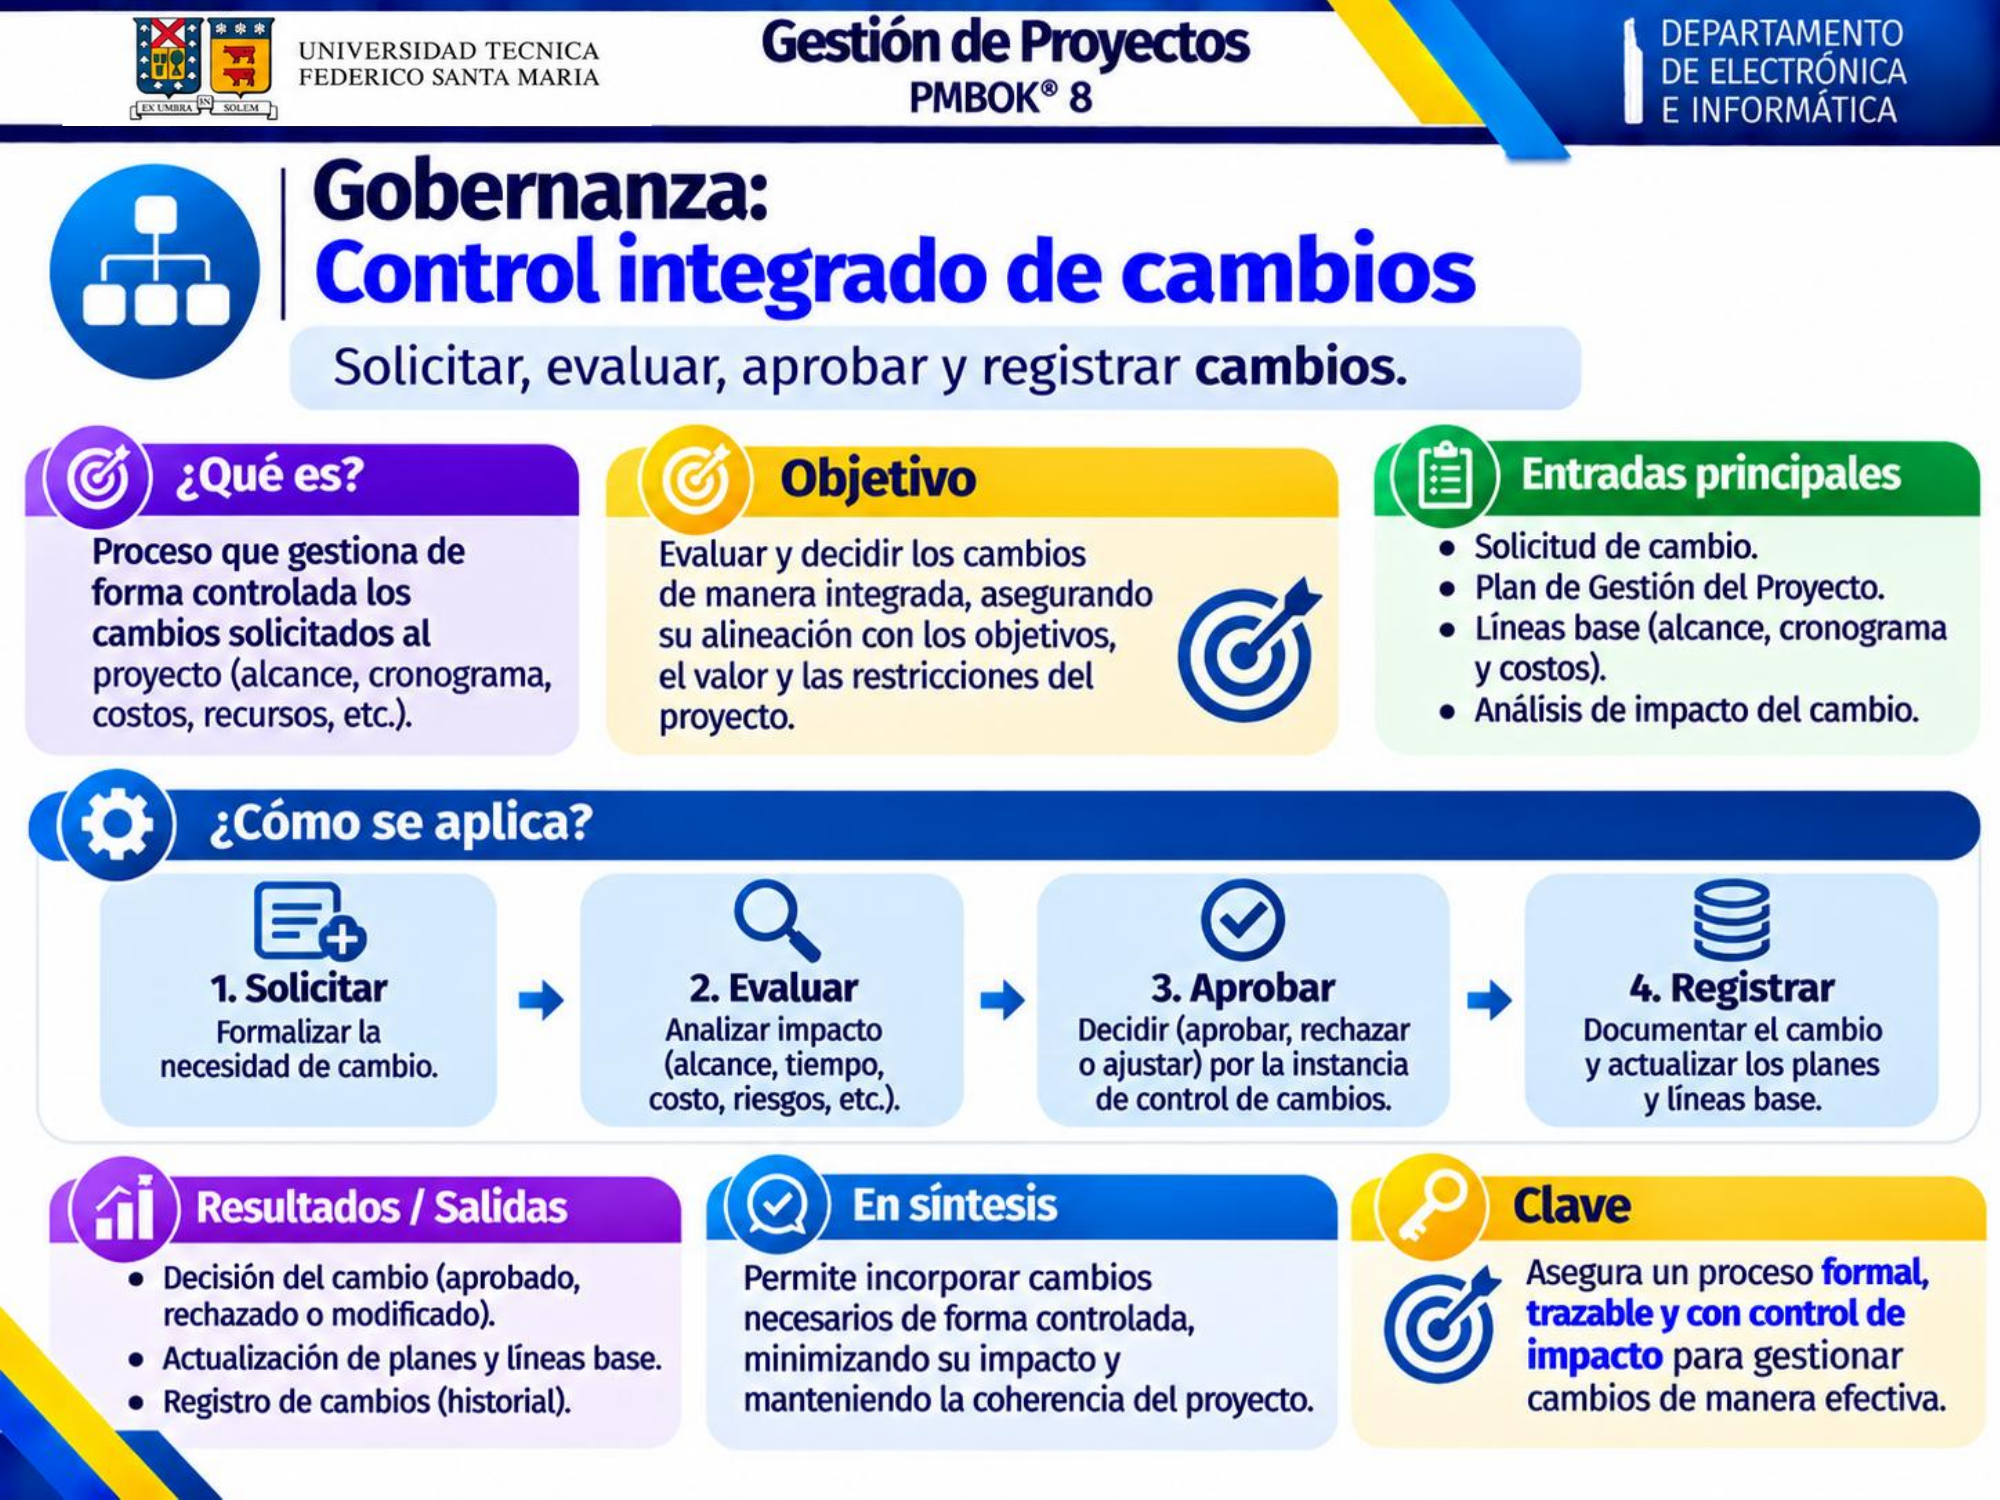 EX UMBRA IN SOLEM
UNIVERSIDAD TECNICA
FEDERICO SANTA MARIA
Gestión de Proyectos
PMBOK® 8
DEPARTAMENTO
DE ELECTRÓNICA
E INFORMÁTICA
Gobernanza:
Control integrado de cambios
Solicitar, evaluar, aprobar y registrar cambios.
¿Qué es?
Proceso que gestiona de
forma controlada los
cambios solicitados al
proyecto (alcance, cronograma,
costos, recursos, etc.).
Objetivo
Evaluar y decidir los cambios
de manera integrada, asegurando
su alineación con los objetivos,
el valor y las restricciones del
proyecto.
Entradas principales
• Solicitud de cambio.
• Plan de Gestión del Proyecto.
• Líneas base (alcance, cronograma
y costos).
• Análisis de impacto del cambio.
¿Cómo se aplica?
1. Solicitar
Formalizar la
necesidad de cambio.
2. Evaluar
Analizar impacto
(alcance, tiempo,
costo, riesgos, etc.).
3. Aprobar
Decidir (aprobar, rechazar
o ajustar) por la instancia
de control de cambios.
4. Registrar
Documentar el cambio
y actualizar los planes
y líneas base.
Resultados / Salidas
• Decisión del cambio (aprobado,
rechazado o modificado).
• Actualización de planes y líneas base.
• Registro de cambios (historial).
En síntesis
Permite incorporar cambios
necesarios de forma controlada,
minimizando su impacto y
manteniendo la coherencia del proyecto.
Clave
Asegura un proceso formal,
trazable y con control de
impacto para gestionar
cambios de manera efectiva.